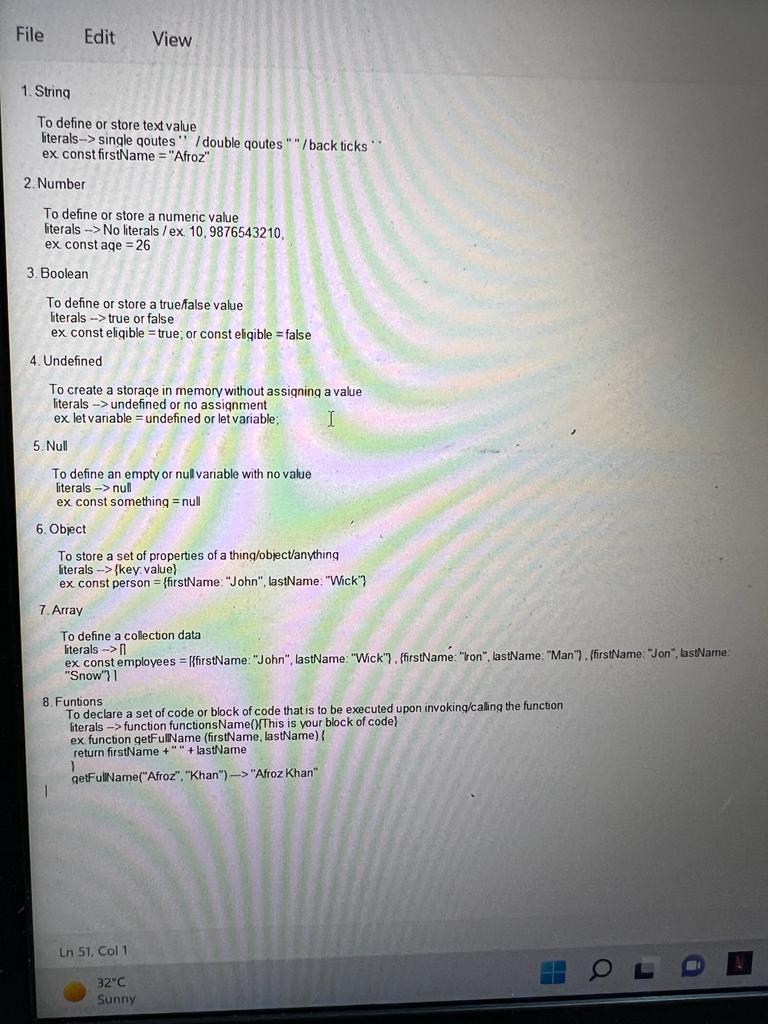 File Edit View
1. String
To define or store text value
literals--> single qoutes ' ' / double qoutes " " / back ticks ` `
ex. const firstName = "Afroz"
2. Number
To define or store a numeric value
literals --> No literals / ex. 10, 9876543210,
ex. const age = 26
3. Boolean
To define or store a true/false value
literals --> true or false
ex. const eligible = true; or const eligible = false
4. Undefined
To create a storage in memory without assigning a value
literals --> undefined or no assignment
ex. let variable = undefined or let variable;
5. Null
To define an empty or null variable with no value
literals --> null
ex. const something = null
6. Object
To store a set of properties of a thing/object/anything
literals --> {key: value}
ex. const person = {firstName: "John", lastName: "Wick"}
7. Array
To define a collection data
literals --> []
ex. const employees = [{firstName: "John", lastName: "Wick"} , {firstName: "Iron", lastName: "Man"} , {firstName: "Jon", lastName:
"Snow"} ]
8. Funtions
To declare a set of code or block of code that is to be executed upon invoking/calling the function
literals --> function functionsName(){This is your block of code}
ex. function getFullName (firstName, lastName) {
return firstName + " " + lastName
}
getFullName("Afroz", "Khan") —> "Afroz Khan"
Ln 51, Col 1
32°C
Sunny